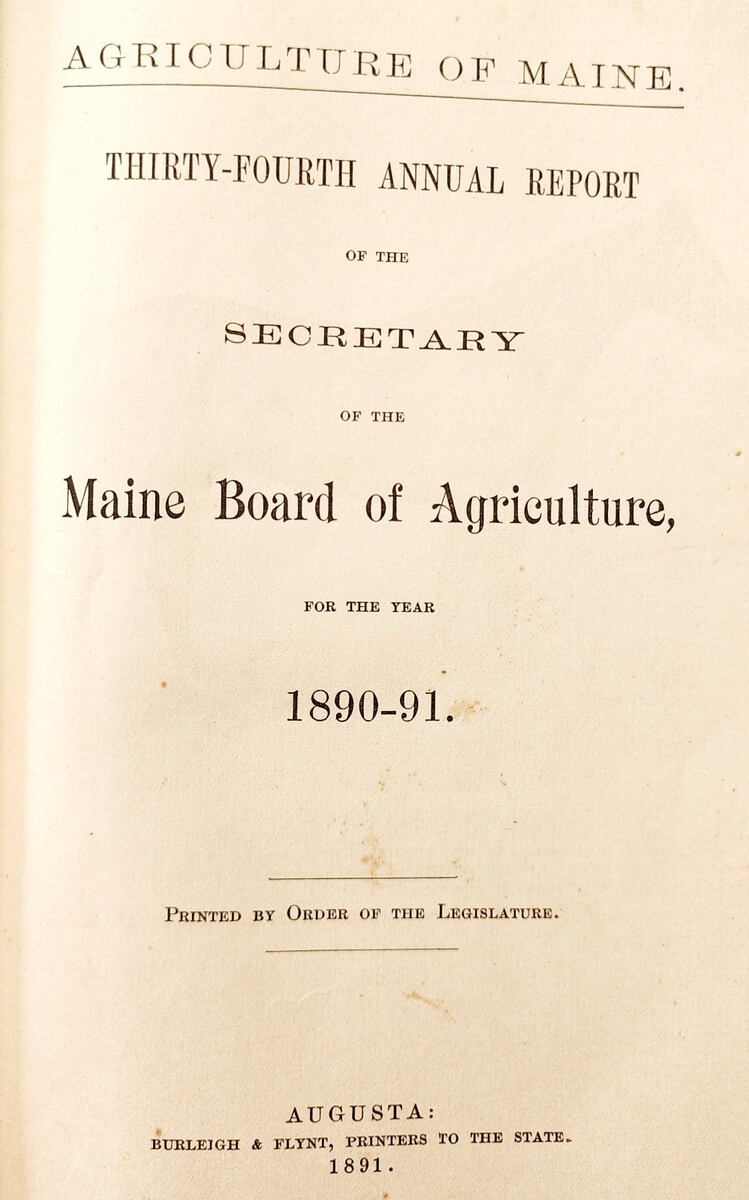 AGRICULTURE OF MAINE.
THIRTY-FOURTH ANNUAL REPORT
OF THE
SECRETARY
OF THE
Maine Board of Agriculture,
FOR THE YEAR
1890-91.
PRINTED BY ORDER OF THE LEGISLATURE.
AUGUSTA:
BURLEIGH & FLYNT, PRINTERS TO THE STATE.
1891.